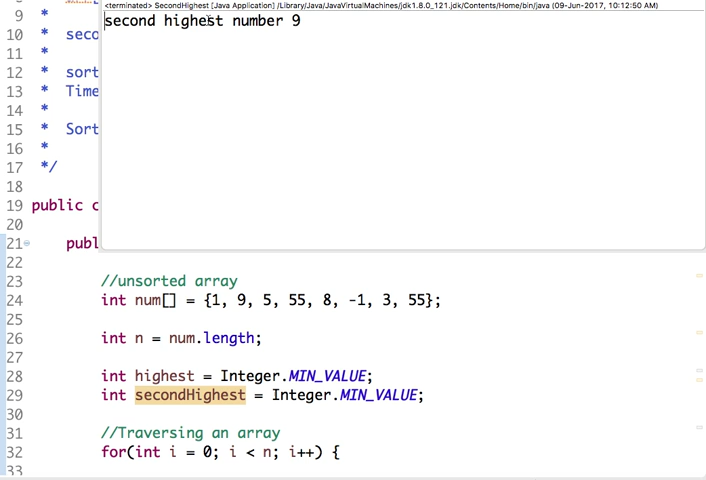 <terminated> SecondHighest [Java Application] /Library/Java/JavaVirtualMachines/jdk1.8.0_121.jdk/Contents/Home/bin/java (09-Jun-2017, 10:12:50 AM)
second highest number 9
9 *
10 * seco
11 *
12 * sort
13 * Time
14 *
15 * Sort
16 *
17 */
18
19 public c
20
21 publ
22
23 //unsorted array
24 int num[] = {1, 9, 5, 55, 8, -1, 3, 55};
25
26 int n = num.length;
27
28 int highest = Integer.MIN_VALUE;
29 int secondHighest = Integer.MIN_VALUE;
30
31 //Traversing an array
32 for(int i = 0; i < n; i++) {
33